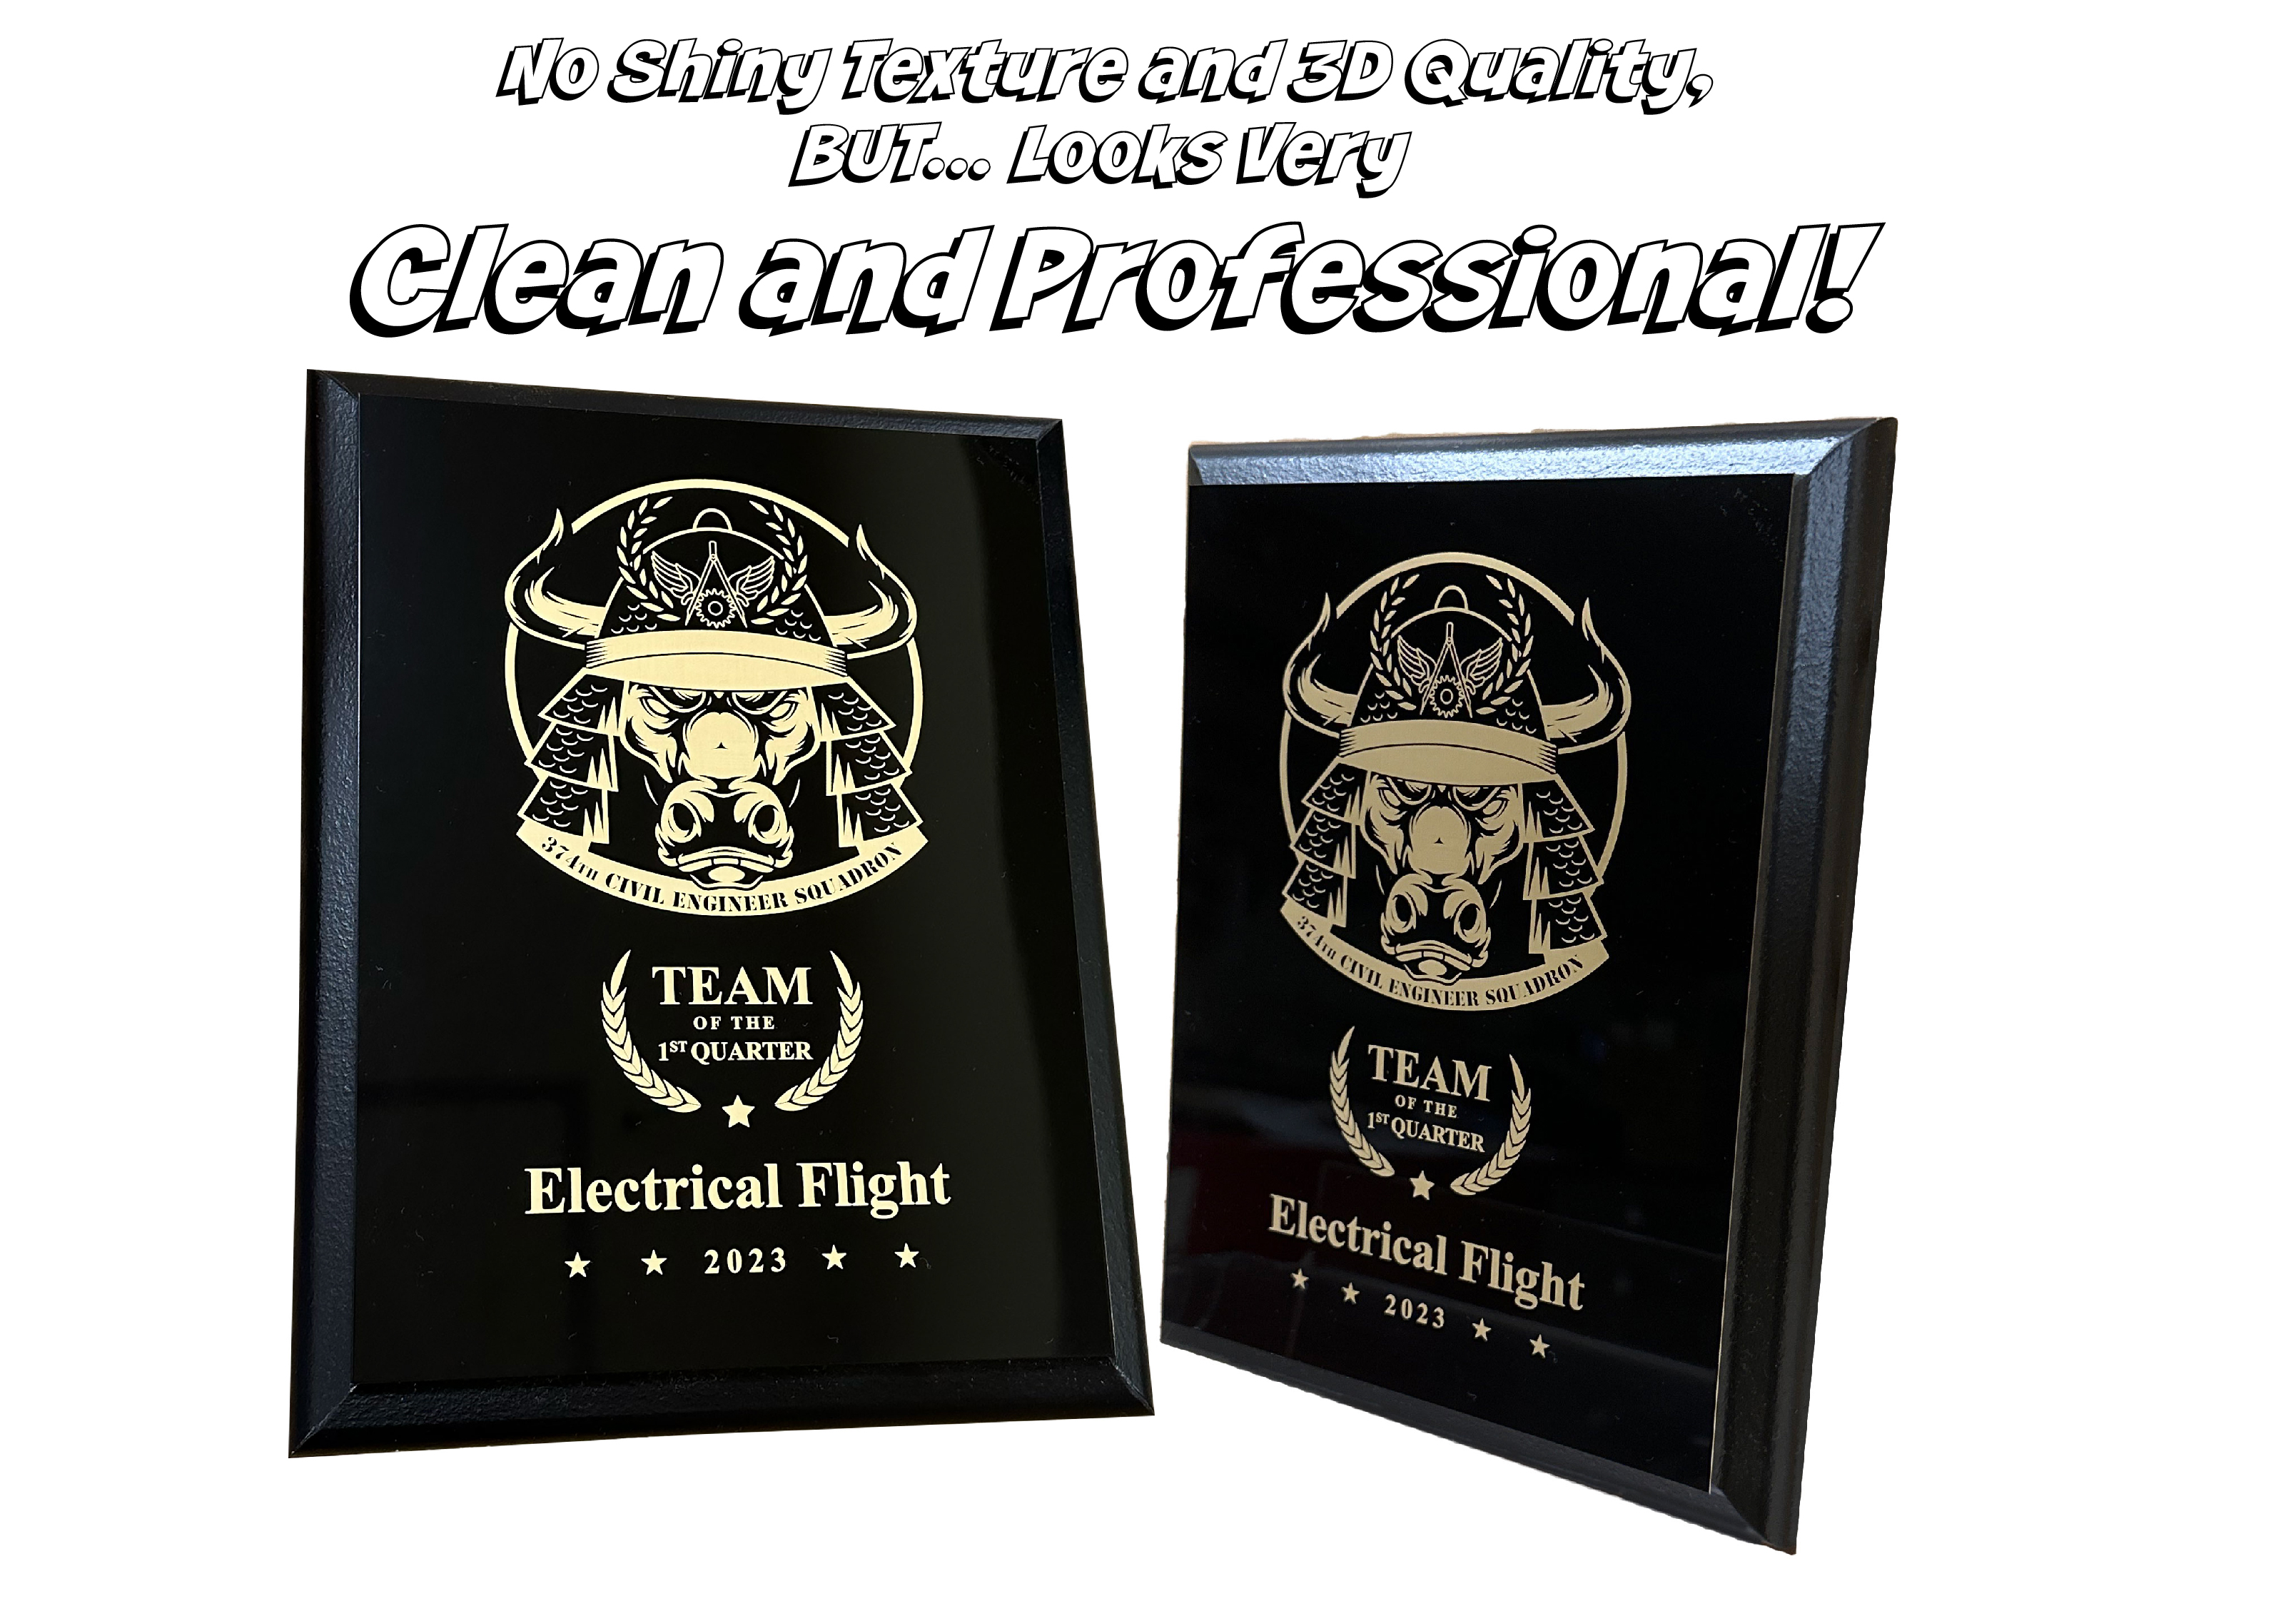 No Shiny Texture and 3D Quality,
BUT... Looks Very
Clean and Professional!
374TH CIVIL ENGINEER SQUADRON
TEAM
OF THE
1ST QUARTER
Electrical Flight
2023
374TH CIVIL ENGINEER SQUADRON
TEAM
OF THE
1ST QUARTER
Electrical Flight
2023